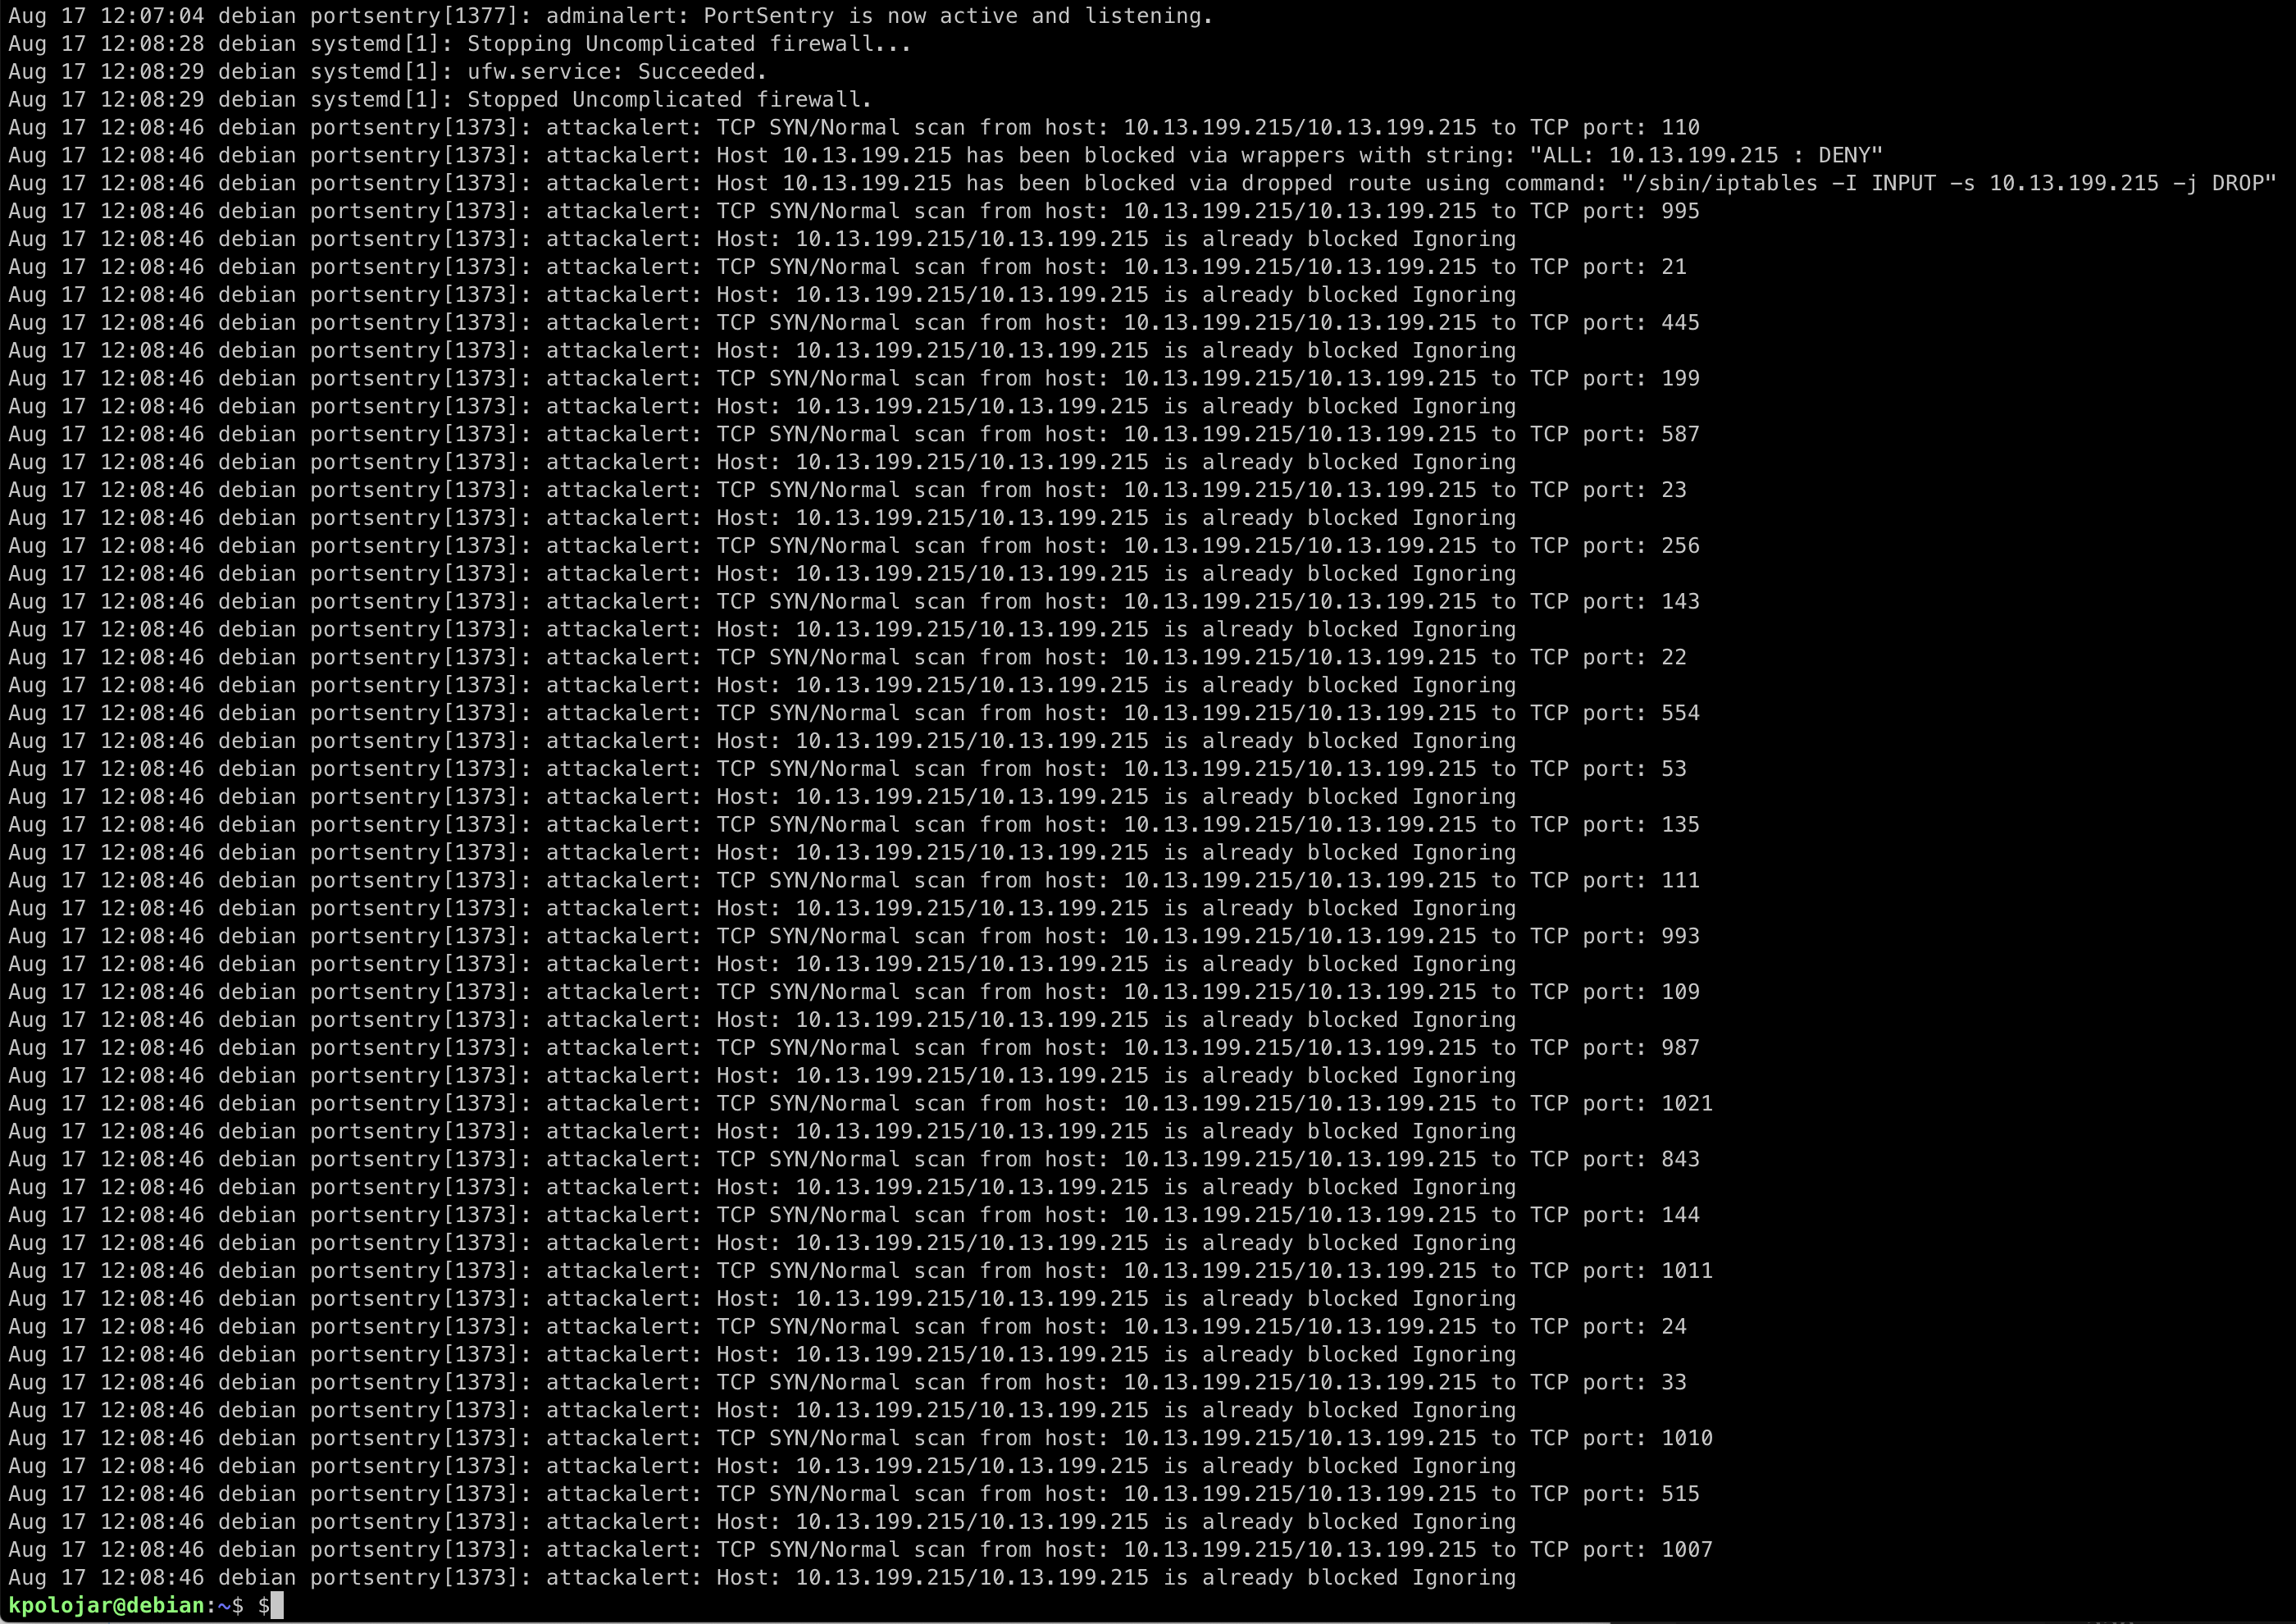 Aug 17 12:07:04 debian portsentry[1377]: adminalert: PortSentry is now active and listening.
Aug 17 12:08:28 debian systemd[1]: Stopping Uncomplicated firewall...
Aug 17 12:08:29 debian systemd[1]: ufw.service: Succeeded.
Aug 17 12:08:29 debian systemd[1]: Stopped Uncomplicated firewall.
Aug 17 12:08:46 debian portsentry[1373]: attackalert: TCP SYN/Normal scan from host: 10.13.199.215/10.13.199.215 to TCP port: 110
Aug 17 12:08:46 debian portsentry[1373]: attackalert: Host 10.13.199.215 has been blocked via wrappers with string: "ALL: 10.13.199.215 : DENY"
Aug 17 12:08:46 debian portsentry[1373]: attackalert: Host 10.13.199.215 has been blocked via dropped route using command: "/sbin/iptables -I INPUT -s 10.13.199.215 -j DROP"
Aug 17 12:08:46 debian portsentry[1373]: attackalert: TCP SYN/Normal scan from host: 10.13.199.215/10.13.199.215 to TCP port: 995
Aug 17 12:08:46 debian portsentry[1373]: attackalert: Host: 10.13.199.215/10.13.199.215 is already blocked Ignoring
Aug 17 12:08:46 debian portsentry[1373]: attackalert: TCP SYN/Normal scan from host: 10.13.199.215/10.13.199.215 to TCP port: 21
Aug 17 12:08:46 debian portsentry[1373]: attackalert: Host: 10.13.199.215/10.13.199.215 is already blocked Ignoring
Aug 17 12:08:46 debian portsentry[1373]: attackalert: TCP SYN/Normal scan from host: 10.13.199.215/10.13.199.215 to TCP port: 445
Aug 17 12:08:46 debian portsentry[1373]: attackalert: Host: 10.13.199.215/10.13.199.215 is already blocked Ignoring
Aug 17 12:08:46 debian portsentry[1373]: attackalert: TCP SYN/Normal scan from host: 10.13.199.215/10.13.199.215 to TCP port: 199
Aug 17 12:08:46 debian portsentry[1373]: attackalert: Host: 10.13.199.215/10.13.199.215 is already blocked Ignoring
Aug 17 12:08:46 debian portsentry[1373]: attackalert: TCP SYN/Normal scan from host: 10.13.199.215/10.13.199.215 to TCP port: 587
Aug 17 12:08:46 debian portsentry[1373]: attackalert: Host: 10.13.199.215/10.13.199.215 is already blocked Ignoring
Aug 17 12:08:46 debian portsentry[1373]: attackalert: TCP SYN/Normal scan from host: 10.13.199.215/10.13.199.215 to TCP port: 23
Aug 17 12:08:46 debian portsentry[1373]: attackalert: Host: 10.13.199.215/10.13.199.215 is already blocked Ignoring
Aug 17 12:08:46 debian portsentry[1373]: attackalert: TCP SYN/Normal scan from host: 10.13.199.215/10.13.199.215 to TCP port: 256
Aug 17 12:08:46 debian portsentry[1373]: attackalert: Host: 10.13.199.215/10.13.199.215 is already blocked Ignoring
Aug 17 12:08:46 debian portsentry[1373]: attackalert: TCP SYN/Normal scan from host: 10.13.199.215/10.13.199.215 to TCP port: 143
Aug 17 12:08:46 debian portsentry[1373]: attackalert: Host: 10.13.199.215/10.13.199.215 is already blocked Ignoring
Aug 17 12:08:46 debian portsentry[1373]: attackalert: TCP SYN/Normal scan from host: 10.13.199.215/10.13.199.215 to TCP port: 22
Aug 17 12:08:46 debian portsentry[1373]: attackalert: Host: 10.13.199.215/10.13.199.215 is already blocked Ignoring
Aug 17 12:08:46 debian portsentry[1373]: attackalert: TCP SYN/Normal scan from host: 10.13.199.215/10.13.199.215 to TCP port: 554
Aug 17 12:08:46 debian portsentry[1373]: attackalert: Host: 10.13.199.215/10.13.199.215 is already blocked Ignoring
Aug 17 12:08:46 debian portsentry[1373]: attackalert: TCP SYN/Normal scan from host: 10.13.199.215/10.13.199.215 to TCP port: 53
Aug 17 12:08:46 debian portsentry[1373]: attackalert: Host: 10.13.199.215/10.13.199.215 is already blocked Ignoring
Aug 17 12:08:46 debian portsentry[1373]: attackalert: TCP SYN/Normal scan from host: 10.13.199.215/10.13.199.215 to TCP port: 135
Aug 17 12:08:46 debian portsentry[1373]: attackalert: Host: 10.13.199.215/10.13.199.215 is already blocked Ignoring
Aug 17 12:08:46 debian portsentry[1373]: attackalert: TCP SYN/Normal scan from host: 10.13.199.215/10.13.199.215 to TCP port: 111
Aug 17 12:08:46 debian portsentry[1373]: attackalert: Host: 10.13.199.215/10.13.199.215 is already blocked Ignoring
Aug 17 12:08:46 debian portsentry[1373]: attackalert: TCP SYN/Normal scan from host: 10.13.199.215/10.13.199.215 to TCP port: 993
Aug 17 12:08:46 debian portsentry[1373]: attackalert: Host: 10.13.199.215/10.13.199.215 is already blocked Ignoring
Aug 17 12:08:46 debian portsentry[1373]: attackalert: TCP SYN/Normal scan from host: 10.13.199.215/10.13.199.215 to TCP port: 109
Aug 17 12:08:46 debian portsentry[1373]: attackalert: Host: 10.13.199.215/10.13.199.215 is already blocked Ignoring
Aug 17 12:08:46 debian portsentry[1373]: attackalert: TCP SYN/Normal scan from host: 10.13.199.215/10.13.199.215 to TCP port: 987
Aug 17 12:08:46 debian portsentry[1373]: attackalert: Host: 10.13.199.215/10.13.199.215 is already blocked Ignoring
Aug 17 12:08:46 debian portsentry[1373]: attackalert: TCP SYN/Normal scan from host: 10.13.199.215/10.13.199.215 to TCP port: 1021
Aug 17 12:08:46 debian portsentry[1373]: attackalert: Host: 10.13.199.215/10.13.199.215 is already blocked Ignoring
Aug 17 12:08:46 debian portsentry[1373]: attackalert: TCP SYN/Normal scan from host: 10.13.199.215/10.13.199.215 to TCP port: 843
Aug 17 12:08:46 debian portsentry[1373]: attackalert: Host: 10.13.199.215/10.13.199.215 is already blocked Ignoring
Aug 17 12:08:46 debian portsentry[1373]: attackalert: TCP SYN/Normal scan from host: 10.13.199.215/10.13.199.215 to TCP port: 144
Aug 17 12:08:46 debian portsentry[1373]: attackalert: Host: 10.13.199.215/10.13.199.215 is already blocked Ignoring
Aug 17 12:08:46 debian portsentry[1373]: attackalert: TCP SYN/Normal scan from host: 10.13.199.215/10.13.199.215 to TCP port: 1011
Aug 17 12:08:46 debian portsentry[1373]: attackalert: Host: 10.13.199.215/10.13.199.215 is already blocked Ignoring
Aug 17 12:08:46 debian portsentry[1373]: attackalert: TCP SYN/Normal scan from host: 10.13.199.215/10.13.199.215 to TCP port: 24
Aug 17 12:08:46 debian portsentry[1373]: attackalert: Host: 10.13.199.215/10.13.199.215 is already blocked Ignoring
Aug 17 12:08:46 debian portsentry[1373]: attackalert: TCP SYN/Normal scan from host: 10.13.199.215/10.13.199.215 to TCP port: 33
Aug 17 12:08:46 debian portsentry[1373]: attackalert: Host: 10.13.199.215/10.13.199.215 is already blocked Ignoring
Aug 17 12:08:46 debian portsentry[1373]: attackalert: TCP SYN/Normal scan from host: 10.13.199.215/10.13.199.215 to TCP port: 1010
Aug 17 12:08:46 debian portsentry[1373]: attackalert: Host: 10.13.199.215/10.13.199.215 is already blocked Ignoring
Aug 17 12:08:46 debian portsentry[1373]: attackalert: TCP SYN/Normal scan from host: 10.13.199.215/10.13.199.215 to TCP port: 515
Aug 17 12:08:46 debian portsentry[1373]: attackalert: Host: 10.13.199.215/10.13.199.215 is already blocked Ignoring
Aug 17 12:08:46 debian portsentry[1373]: attackalert: TCP SYN/Normal scan from host: 10.13.199.215/10.13.199.215 to TCP port: 1007
Aug 17 12:08:46 debian portsentry[1373]: attackalert: Host: 10.13.199.215/10.13.199.215 is already blocked Ignoring
kpolojar@debian:~$ $